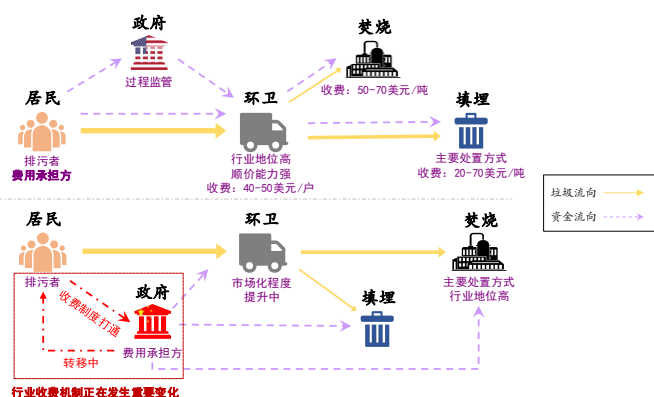 政府
过程监管
焚烧
收费：50-70美元/吨
居民
排污者
费用承担方
环卫
行业地位高
顺价能力强
收费：40-50美元/户
填埋
主要处置方式
收费：20-70美元/吨
垃圾流向
资金流向
居民
排污者
环卫
市场化程度
提升中
焚烧
主要处置方式
行业地位高
收费制度打通
政府
费用承担方
转移中
填埋
行业收费机制正在发生重要变化